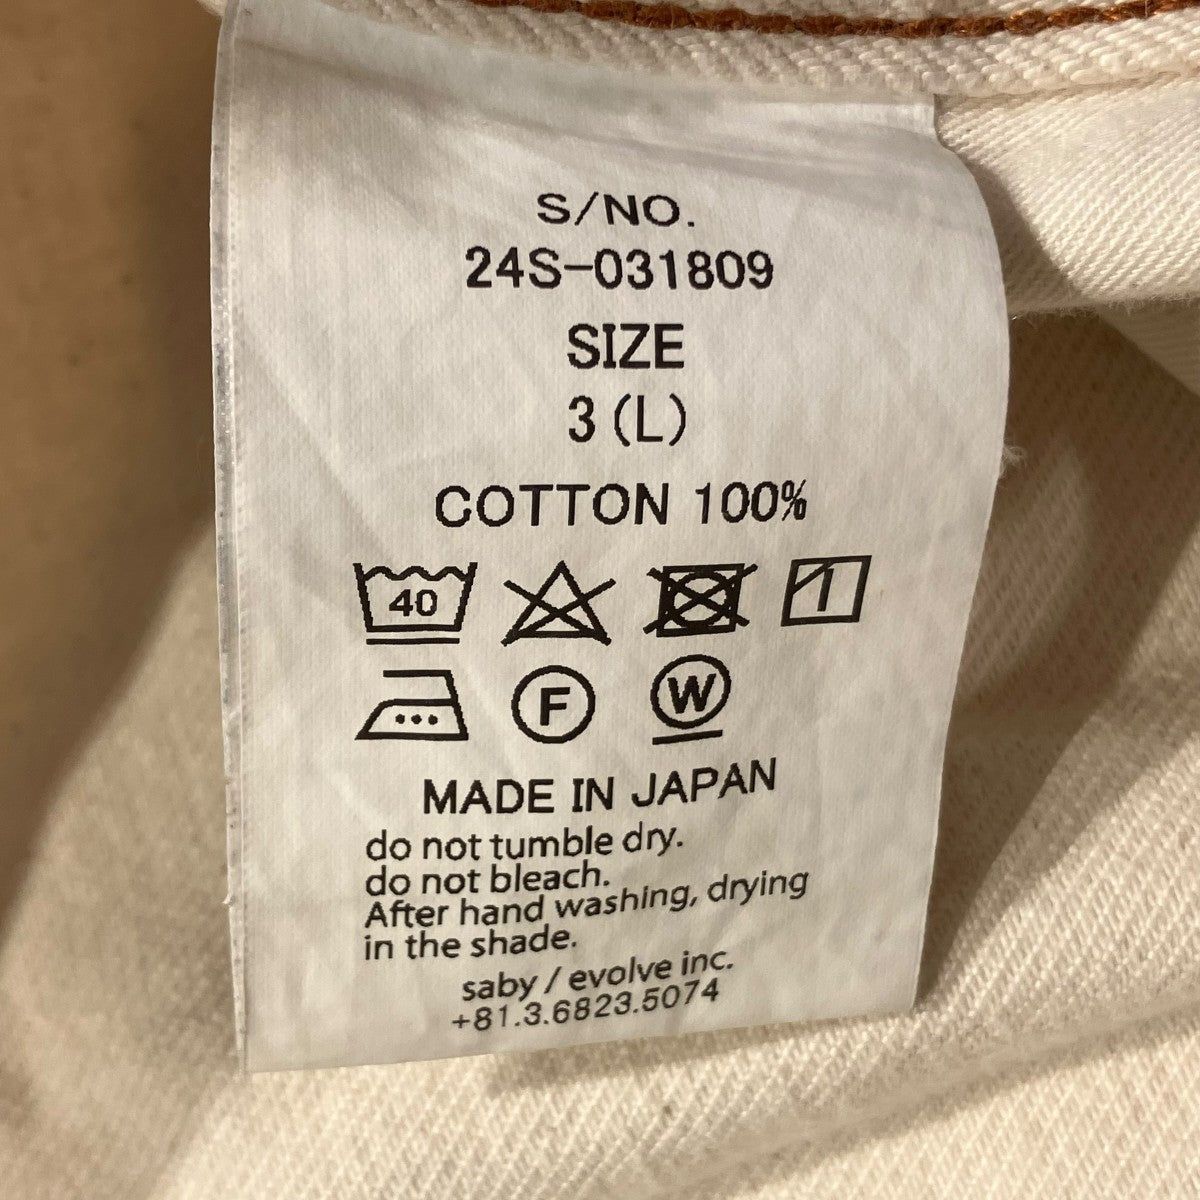 S/NO.
24S-031809
SIZE
3 (L)
COTTON 100%
40
F W
MADE IN JAPAN
do not tumble dry.
do not bleach.
After hand washing, drying
in the shade.
saby / evolve inc.
+81.3.6823.5074